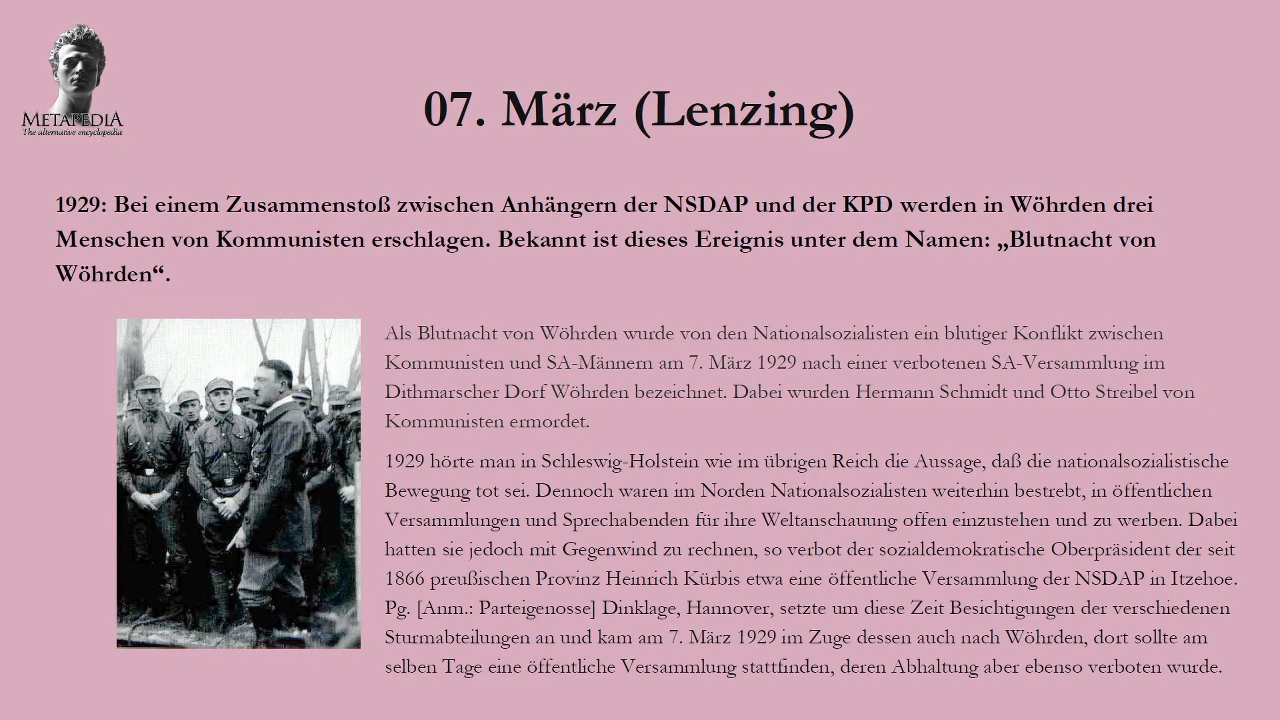 METAPEDIA
The alternative encyclopedia
07. März (Lenzing)
1929: Bei einem Zusammenstoß zwischen Anhängern der NSDAP und der KPD werden in Wöhrden drei
Menschen von Kommunisten erschlagen. Bekannt ist dieses Ereignis unter dem Namen: „Blutnacht von
Wöhrden“.
Als Blutnacht von Wöhrden wurde von den Nationalsozialisten ein blutiger Konflikt zwischen
Kommunisten und SA-Männern am 7. März 1929 nach einer verbotenen SA-Versammlung im
Dithmarscher Dorf Wöhrden bezeichnet. Dabei wurden Hermann Schmidt und Otto Streibel von
Kommunisten ermordet.
1929 hörte man in Schleswig-Holstein wie im übrigen Reich die Aussage, daß die nationalsozialistische
Bewegung tot sei. Dennoch waren im Norden Nationalsozialisten weiterhin bestrebt, in öffentlichen
Versammlungen und Sprechabenden für ihre Weltanschauung offen einzustehen und zu werben. Dabei
hatten sie jedoch mit Gegenwind zu rechnen, so verbot der sozialdemokratische Oberpräsident der seit
1866 preußischen Provinz Heinrich Kürbis etwa eine öffentliche Versammlung der NSDAP in Itzehoe.
Pg. [Anm.: Parteigenosse] Dinklage, Hannover, setzte um diese Zeit Besichtigungen der verschiedenen
Sturmabteilungen an und kam am 7. März 1929 im Zuge dessen auch nach Wöhrden, dort sollte am
selben Tage eine öffentliche Versammlung stattfinden, deren Abhaltung aber ebenso verboten wurde.